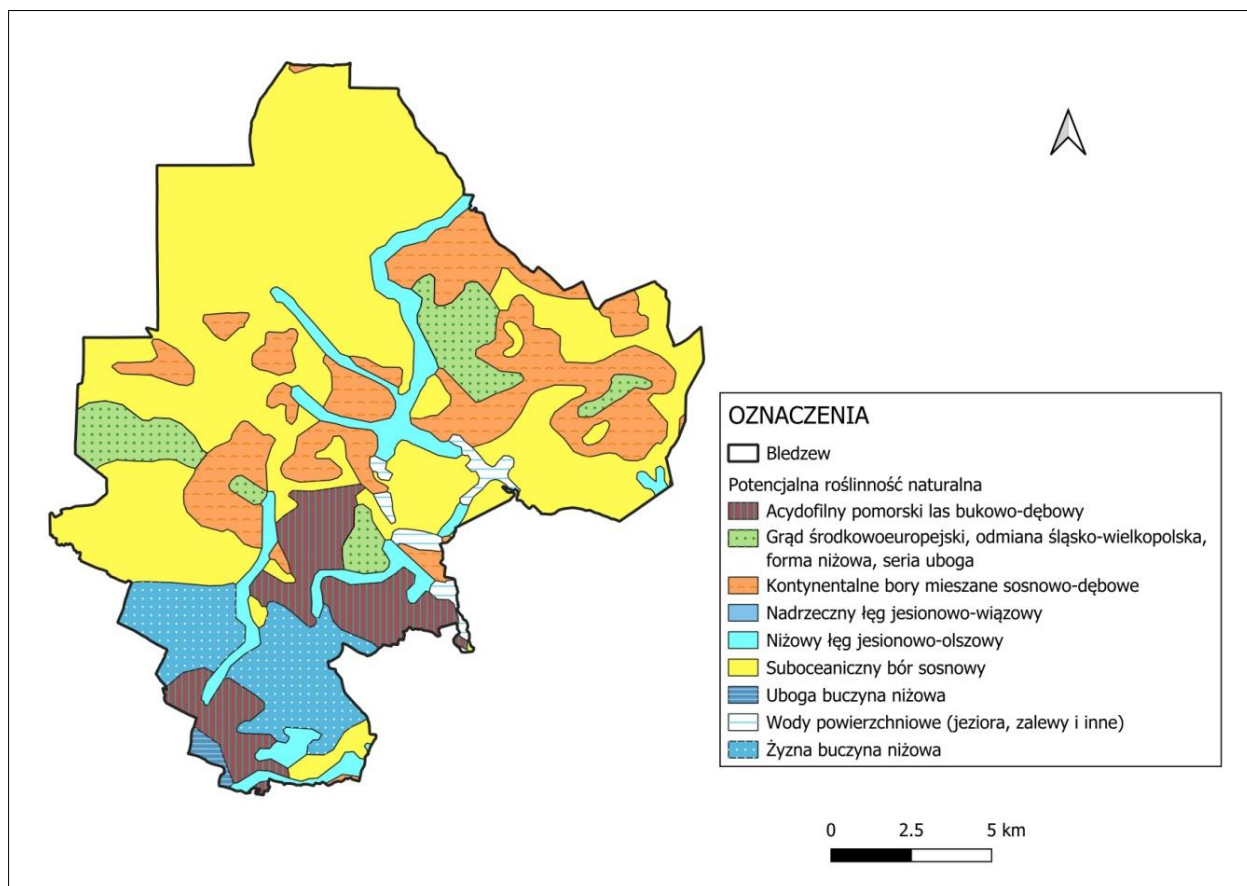 OZNACZENIA
Bledzew
Potencjalna roślinność naturalna
Acydofilny pomorski las bukowo-dębowy
Grąd środkowoeuropejski, odmiana śląsko-wielkopolska,
forma niżowa, seria uboga
Kontynentalne bory mieszane sosnowo-dębowe
Nadrzeczny łęg jesionowo-wiązowy
Niżowy łęg jesionowo-olszowy
Suboceaniczny bór sosnowy
Uboga buczyna niżowa
Wody powierzchniowe (jeziora, zalewy i inne)
Żyzna buczyna niżowa
0 2.5 5 km